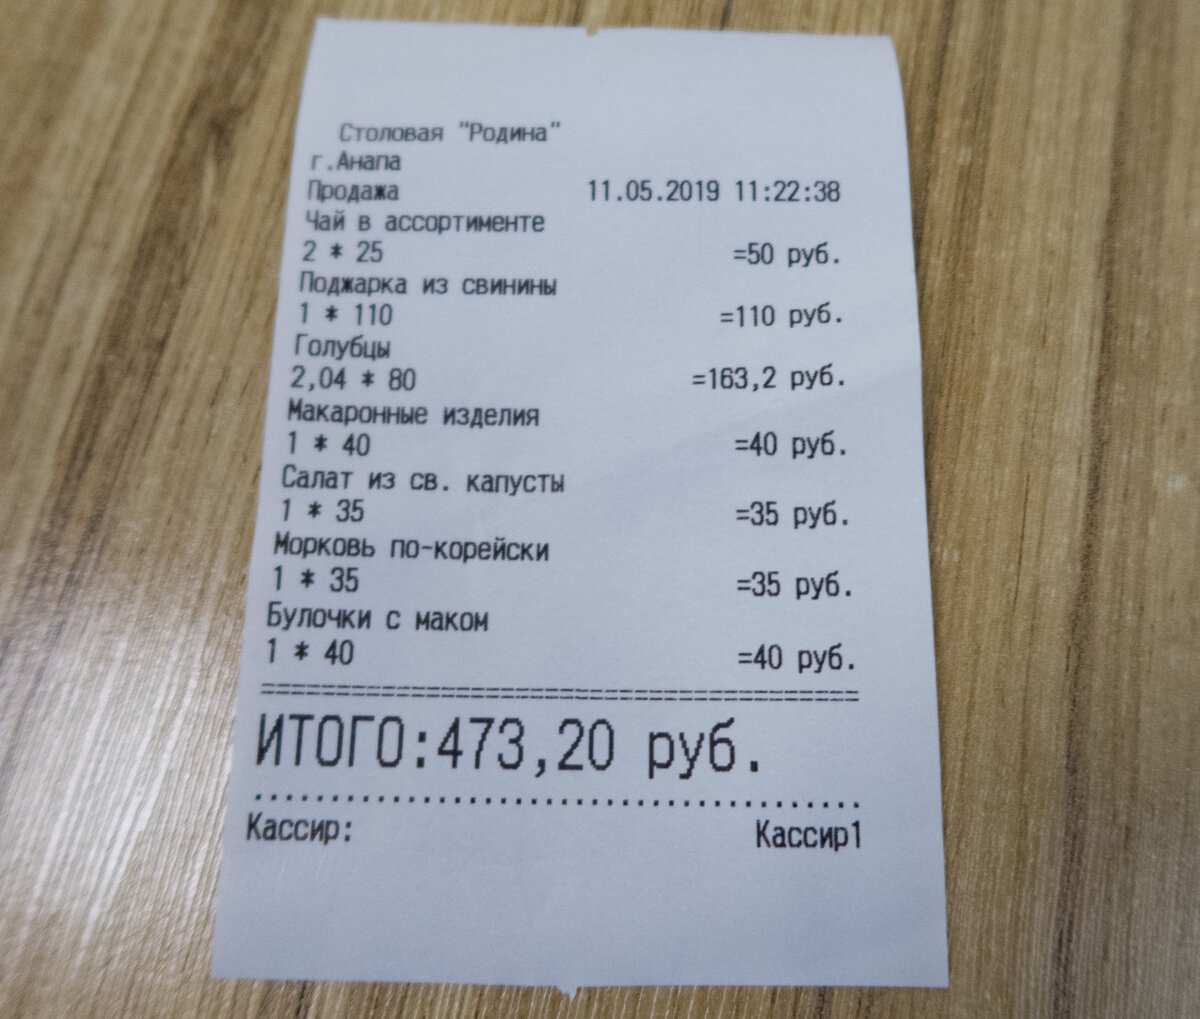 Столовая "Родина"
г.Анапа
Продажа 11.05.2019 11:22:38
Чай в ассортименте
2 * 25 =50 руб.
Поджарка из свинины
1 * 110 =110 руб.
Голубцы
2,04 * 80 =163,2 руб.
Макаронные изделия
1 * 40 =40 руб.
Салат из св. капусты
1 * 35 =35 руб.
Морковь по-корейски
1 * 35 =35 руб.
Булочки с маком
1 * 40 =40 руб.
ИТОГО:473,20 руб.
Кассир: Кассир1